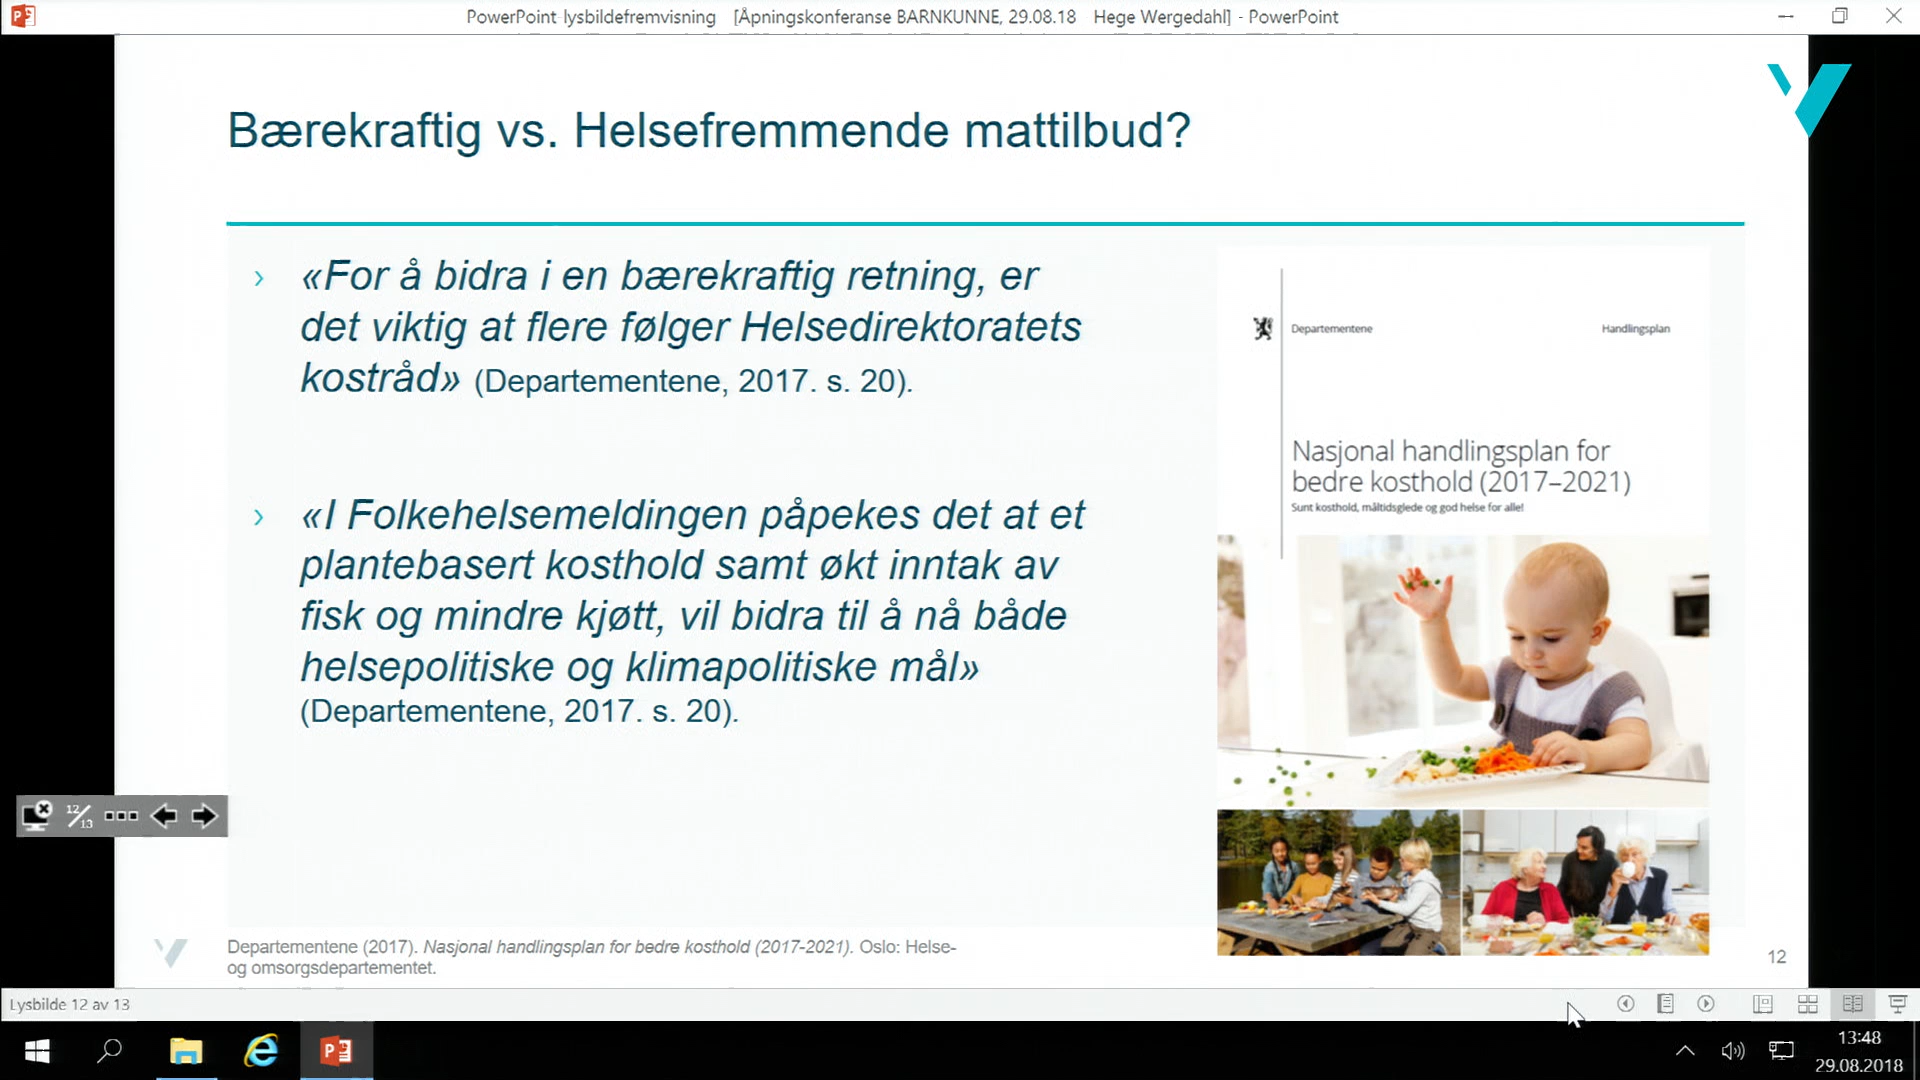 PowerPoint lysbildefremvisning [Åpningskonferanse BARNKUNNE, 29.08.18 Hege Wergedahl] - PowerPoint
Bærekraftig vs. Helsefremmende mattilbud?
› «For å bidra i en bærekraftig retning, er
det viktig at flere følger Helsedirektoratets
kostråd» (Departementene, 2017. s. 20).
› «I Folkehelsemeldingen påpekes det at et
plantebasert kosthold samt økt inntak av
fisk og mindre kjøtt, vil bidra til å nå både
helsepolitiske og klimapolitiske mål»
(Departementene, 2017. s. 20).
Departementene Handlingsplan
Nasjonal handlingsplan for
bedre kosthold (2017–2021)
Sunt kosthold, måltidsglede og god helse for alle!
12/13
Departementene (2017). Nasjonal handlingsplan for bedre kosthold (2017-2021). Oslo: Helse-
og omsorgsdepartementet.
12
Lysbilde 12 av 13
13:48
29.08.2018